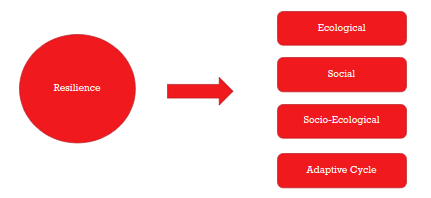 Resilience
Ecological
Social
Socio-Ecological
Adaptive Cycle